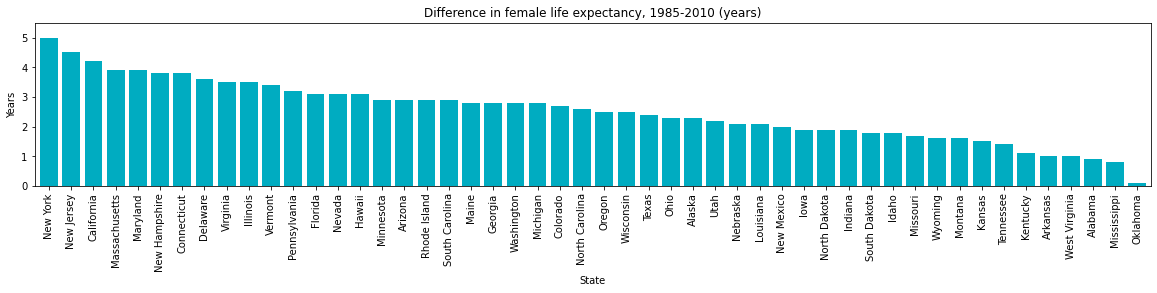 Difference in female life expectancy, 1985-2010 (years)
Years
5
4
3
2
1
0
New York
New Jersey
California
Massachusetts
Maryland
New Hampshire
Connecticut
Delaware
Virginia
Illinois
Vermont
Pennsylvania
Florida
Nevada
Hawaii
Minnesota
Arizona
Rhode Island
South Carolina
Maine
Georgia
Washington
Michigan
Colorado
North Carolina
Oregon
Wisconsin
Texas
Ohio
Alaska
Utah
Nebraska
Louisiana
New Mexico
Iowa
North Dakota
Indiana
South Dakota
Idaho
Missouri
Wyoming
Montana
Kansas
Tennessee
Kentucky
Arkansas
West Virginia
Alabama
Mississippi
Oklahoma
State